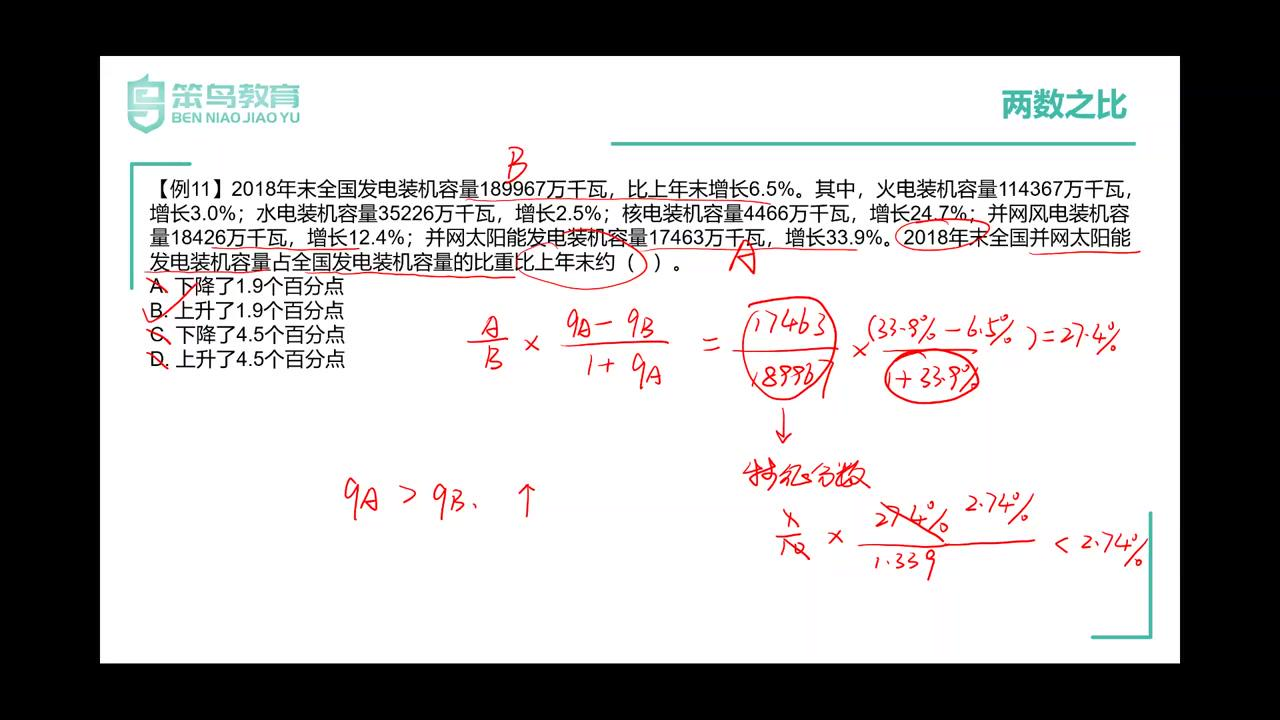 笨鸟教育
BEN NIAO JIAO YU
两数之比
B
【例11】2018年末全国发电装机容量189967万千瓦，比上年末增长6.5%。其中，火电装机容量114367万千瓦，
增长3.0%；水电装机容量35226万千瓦，增长2.5%；核电装机容量4466万千瓦，增长24.7%；并网风电装机容
量18426万千瓦，增长12.4%；并网太阳能发电装机容量17463万千瓦，增长33.9%。2018年末全国并网太阳能
发电装机容量占全国发电装机容量的比重比上年末约（ ）。
A
A. 下降了1.9个百分点
B. 上升了1.9个百分点
C. 下降了4.5个百分点
D. 上升了4.5个百分点
A/B × qA - qB / 1 + qA = 17463/189967 × (33.9% - 6.5%) = 27.4% / 1 + 33.9%
特征分数
qA > qB. ↑
1/10 × 27.4% 2.74% / 1.339 < 2.74%